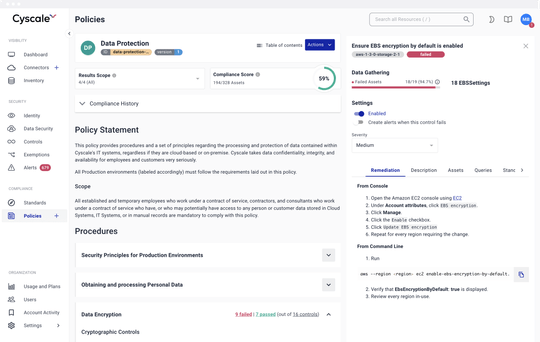 Cyscale
Policies
Search all Resources ( / )
MB
VISIBILITY
Dashboard
Connectors
Inventory
SECURITY
Identity
Data Security
Controls
Exemptions
Alerts 679
COMPLIANCE
Standards
Policies
ORGANIZATION
Usage and Plans
Users
Account Activity
Settings
DP
Data Protection
ID data-protection-...
version 1
Table of contents
Actions
Results Scope
4/4 (All)
Compliance Score
194/328 Assets
59%
Compliance History
Policy Statement
This policy provides procedures and a set of principles regarding the processing and protection of data contained within
Cyscale's IT systems, regardless if they are cloud-based or on-premise. Cyscale takes data confidentiality, integrity, and
availability for employees and customers very seriously.
All Production environments (labeled accordingly) must follow the requirements laid out in this policy.
Scope
All established and temporary employees who work under a contract of service, contractors, and consultants who work
under a contract of service who have, or who may potentially have access to any personal or customer data stored in Cloud
Systems, IT Systems, or in manual records are mandatory to comply with this policy.
Procedures
Security Principles for Production Environments
Obtaining and processing Personal Data
Data Encryption
9 failed | 7 passed (out of 16 controls)
Cryptographic Controls
Ensure EBS encryption by default is enabled
aws-1-3-0-storage-2-1
failed
Data Gathering
Failed Assets
18/19 (94.7%)
18 EBSSettings
Settings
Enabled
Create alerts when this control fails
Severity
Medium
Remediation
Description
Assets
Queries
Stan
From Console
1. Open the Amazon EC2 console using EC2
2. Under Account attributes, click EBS encryption.
3. Click Manage.
4. Click the Enable checkbox.
5. Click Update EBS encryption
6. Repeat for every region requiring the change.
From Command Line
1. Run
aws --region <region> ec2 enable-ebs-encryption-by-default.
2. Verify that EbsEncryptionByDefault: true is displayed.
3. Review every region in-use.